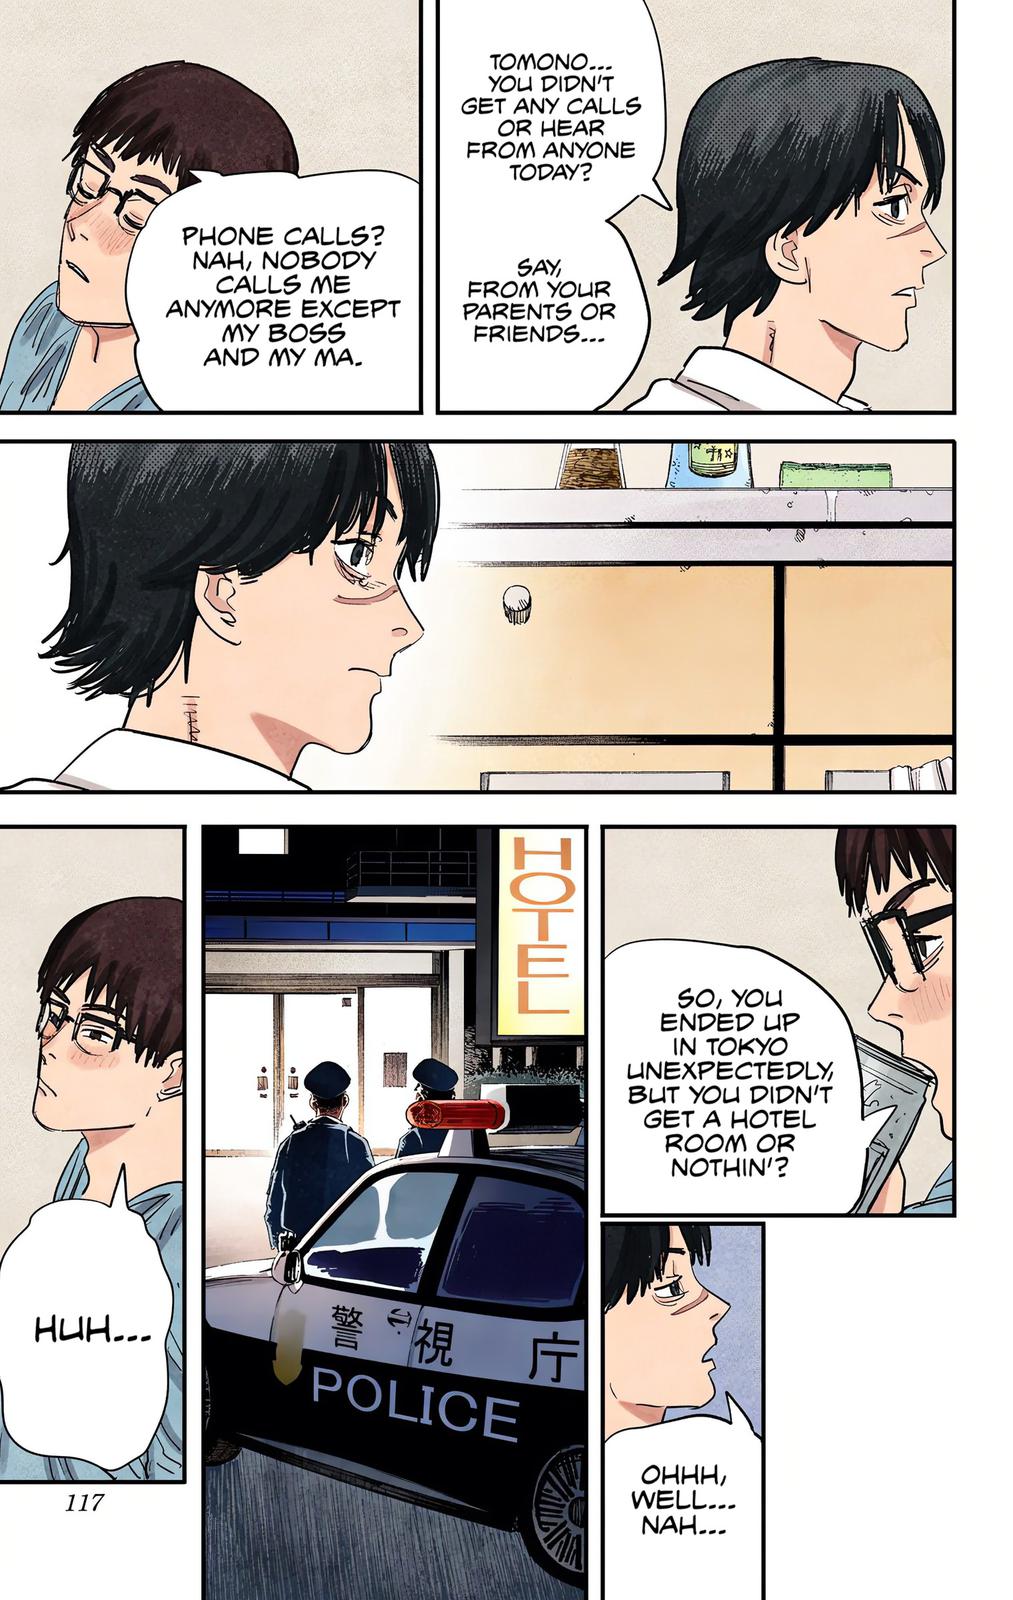 TOMONO...
YOU DIDN'T
GET ANY CALLS
OR HEAR
FROM ANYONE
TODAY?
SAY,
FROM YOUR
PARENTS OR
FRIENDS...
PHONE CALLS?
NAH, NOBODY
CALLS ME
ANYMORE EXCEPT
MY BOSS
AND MY MA.
SO, YOU
ENDED UP
IN TOKYO
UNEXPECTEDLY,
BUT YOU DIDN'T
GET A HOTEL
ROOM OR
NOTHIN'?
OHHH,
WELL...
NAH...
HOTEL
警視庁
POLICE
HUH...
117